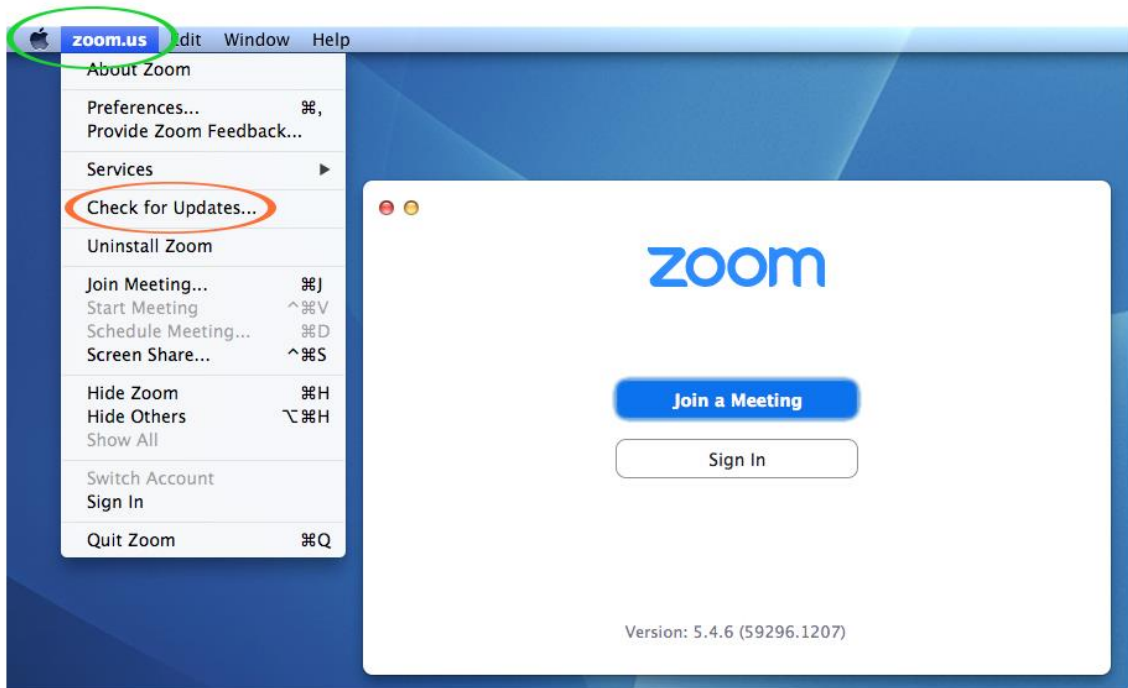 zoom.us Edit Window Help
About Zoom
Preferences... ⌘,
Provide Zoom Feedback...
Services ▶
Check for Updates...
Uninstall Zoom
Join Meeting... ⌘J
Start Meeting ^⌘V
Schedule Meeting... ⌘D
Screen Share... ^⌘S
Hide Zoom ⌘H
Hide Others ⌥⌘H
Show All
Switch Account
Sign In
Quit Zoom ⌘Q
zoom
Join a Meeting
Sign In
Version: 5.4.6 (59296.1207)